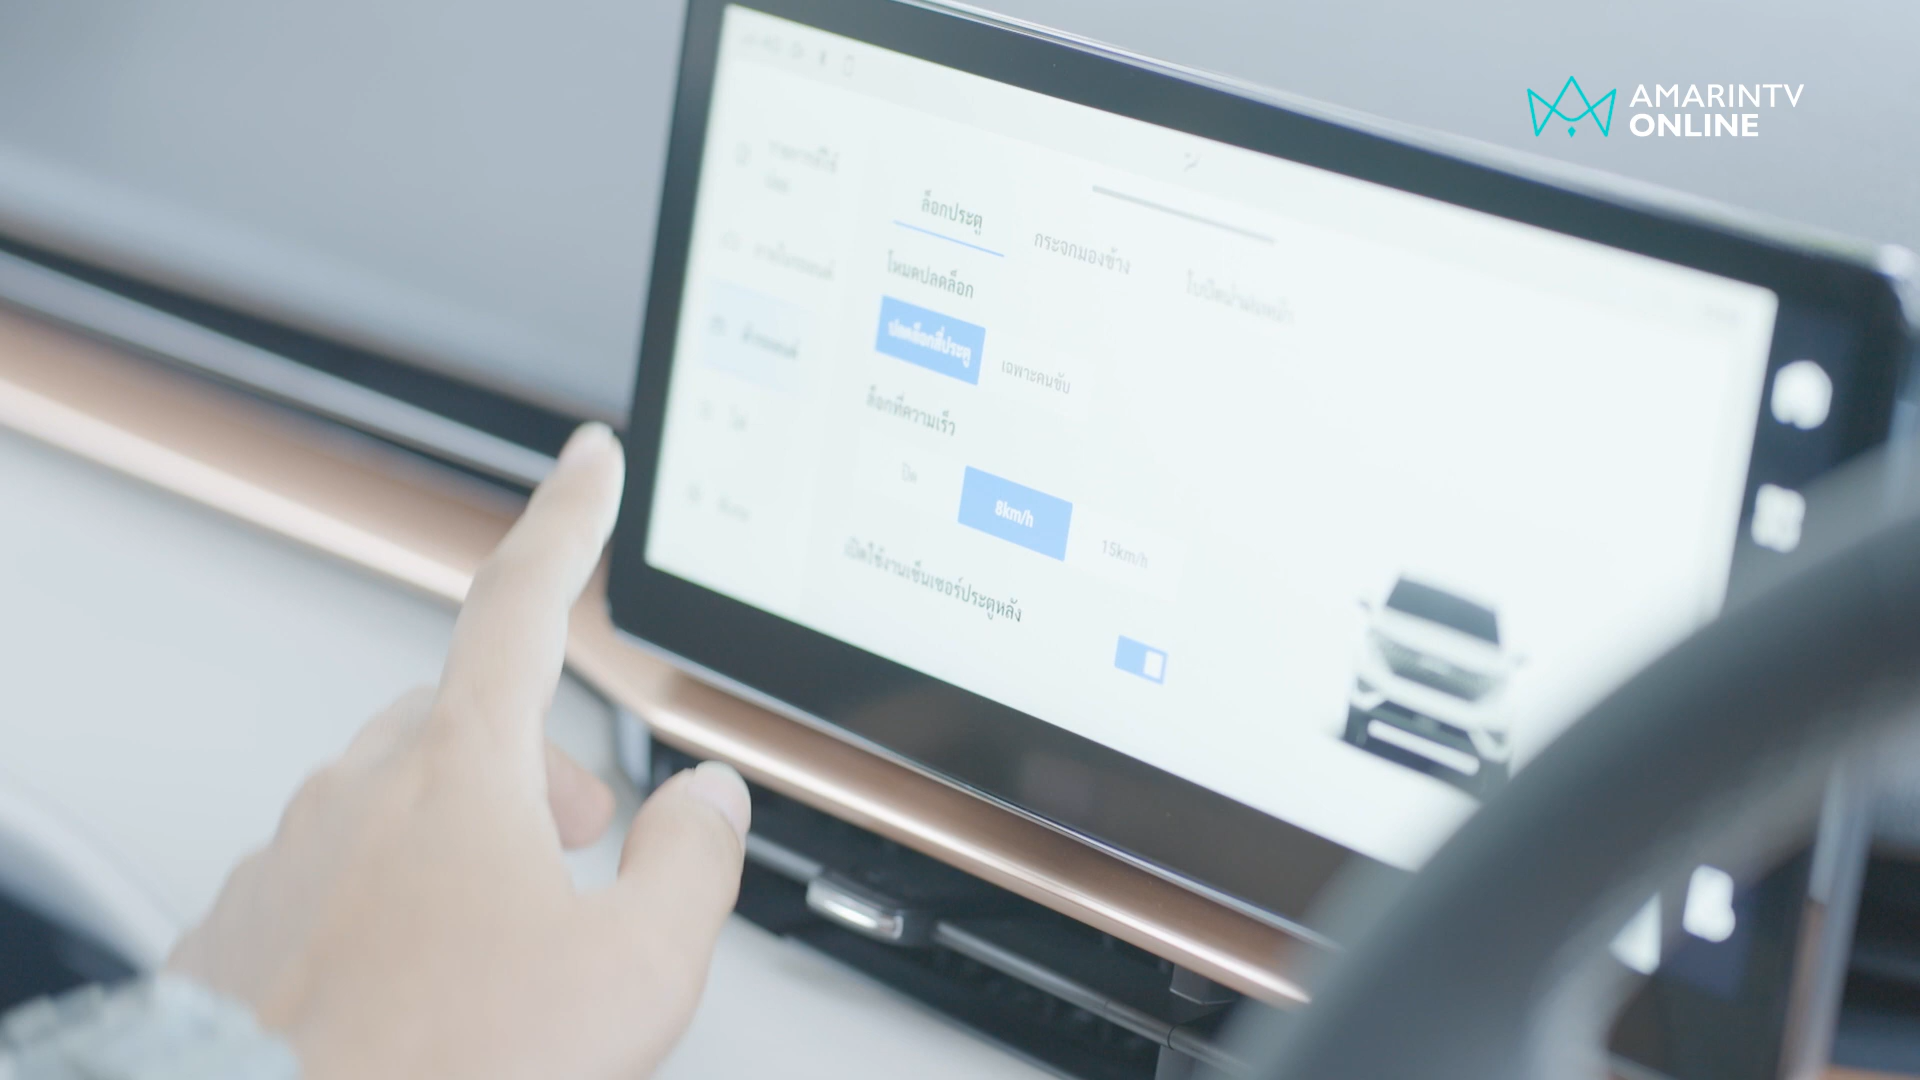 AMARINTV
ONLINE
ล็อกประตู
กระจกมองข้าง
โหมดปลดล็อก
ปลดล็อกสี่ประตู
เฉพาะคนขับ
ล็อกที่ความเร็ว
ปิด
8km/h
15km/h
เปิดใช้งานเซ็นเซอร์ประตูหลัง